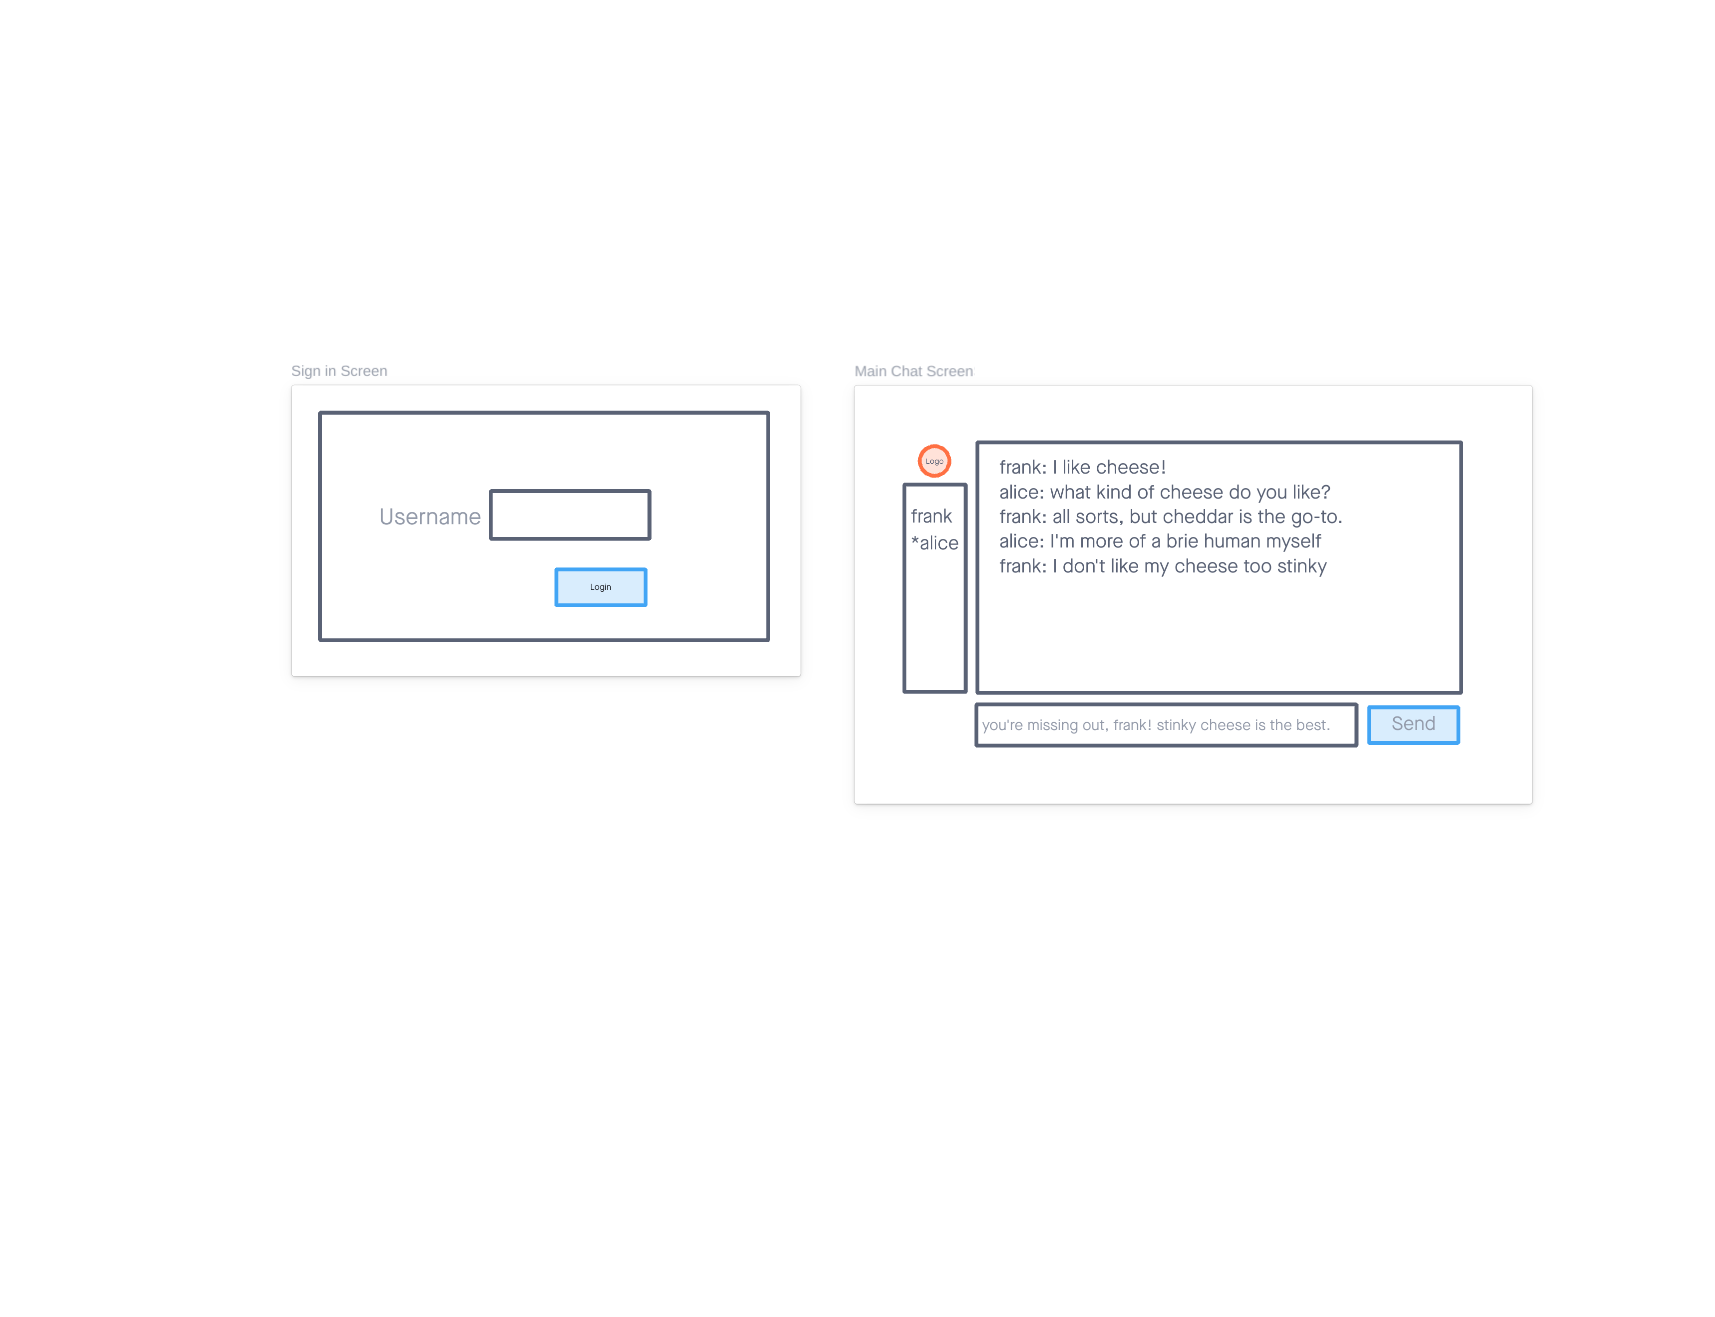 Sign in Screen
Username
Login
Main Chat Screen
Logo
frank
*alice
frank: I like cheese!
alice: what kind of cheese do you like?
frank: all sorts, but cheddar is the go-to.
alice: I'm more of a brie human myself
frank: I don't like my cheese too stinky
you're missing out, frank! stinky cheese is the best.
Send